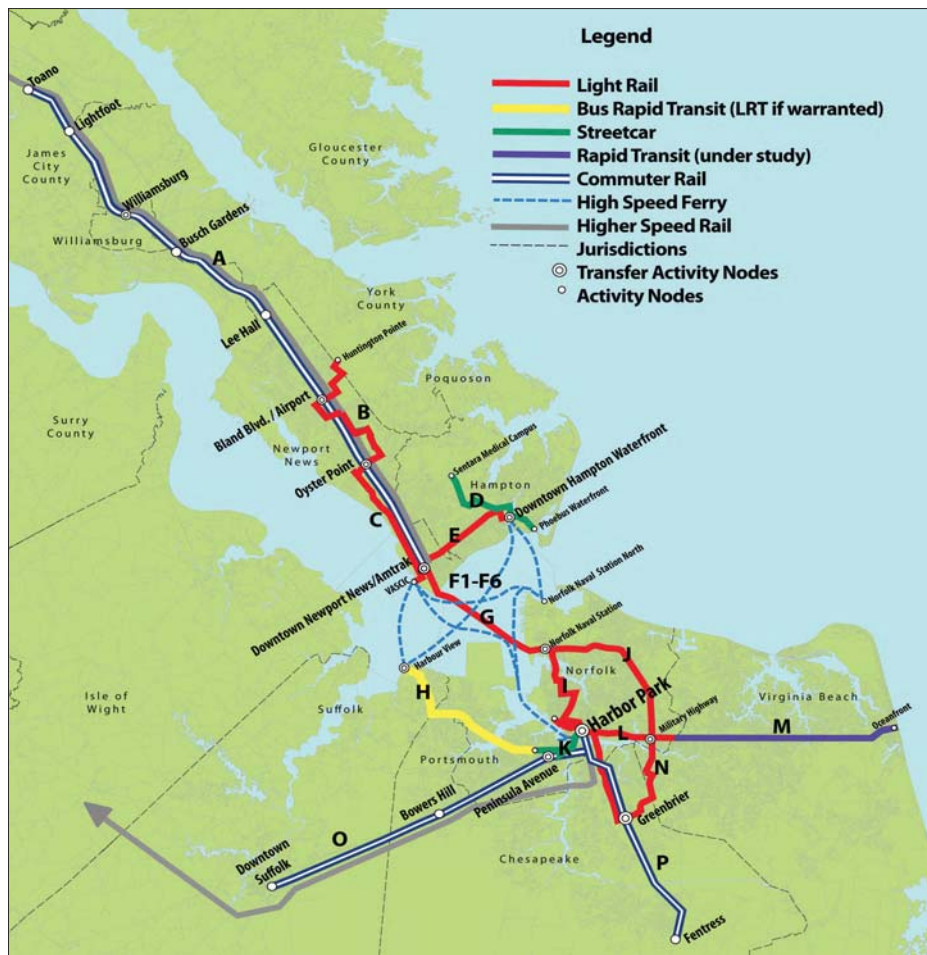 Legend
Light Rail
Bus Rapid Transit (LRT if warranted)
Streetcar
Rapid Transit (under study)
Commuter Rail
High Speed Ferry
Higher Speed Rail
Jurisdictions
Transfer Activity Nodes
Activity Nodes
Toano
Lightfoot
James
City
County
Gloucester
County
Williamsburg
Williamsburg
Busch Gardens
A
York
County
Lee Hall
Huntington Pointe
Poquoson
Bland Blvd. / Airport
B
Surry
County
Newport
News
Oyster Point
Sentara Medical Campus
Hampton
Downtown Hampton Waterfront
D
Phoebus Waterfront
C
E
Downtown Newport News/Amtrak
VASCIC
F1-F6
Norfolk Naval Station North
G
Norfolk Naval Station
Harbour View
J
Norfolk
I
Isle of
Wight
Suffolk
H
Harbor Park
Virginia Beach
Military Highway
Oceanfront
L
M
K
Portsmouth
Peninsula Avenue
N
Bowers Hill
Greenbrier
O
Downtown
Suffolk
Chesapeake
P
Fentress